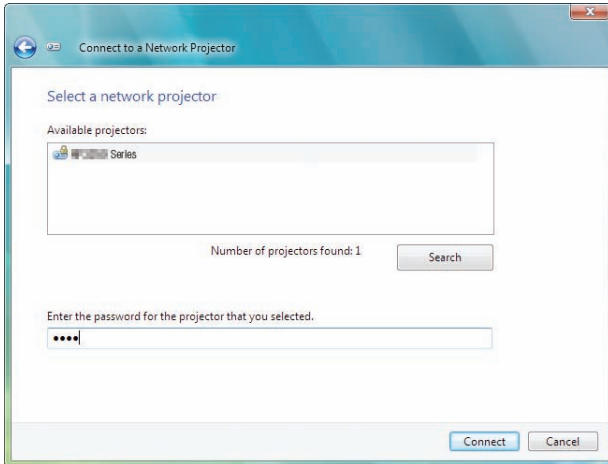 Connect to a Network Projector
Select a network projector
Available projectors:
Series
Number of projectors found: 1
Search
Enter the password for the projector that you selected.
••••
Connect
Cancel